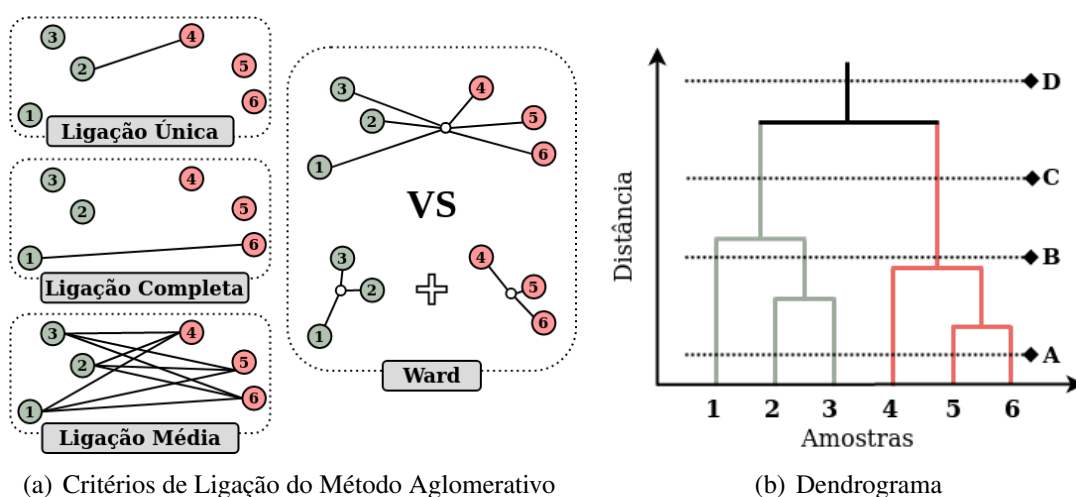 3
4
2
5
6
1
Ligação Única
3
4
2
5
6
1
Ligação Completa
3
4
2
5
6
1
Ligação Média
3
4
2
5
6
1
VS
3
4
2
5
1
6
Ward
Distância
D
C
B
A
1 2 3 4 5 6
Amostras
(a) Critérios de Ligação do Método Aglomerativo
(b) Dendrograma